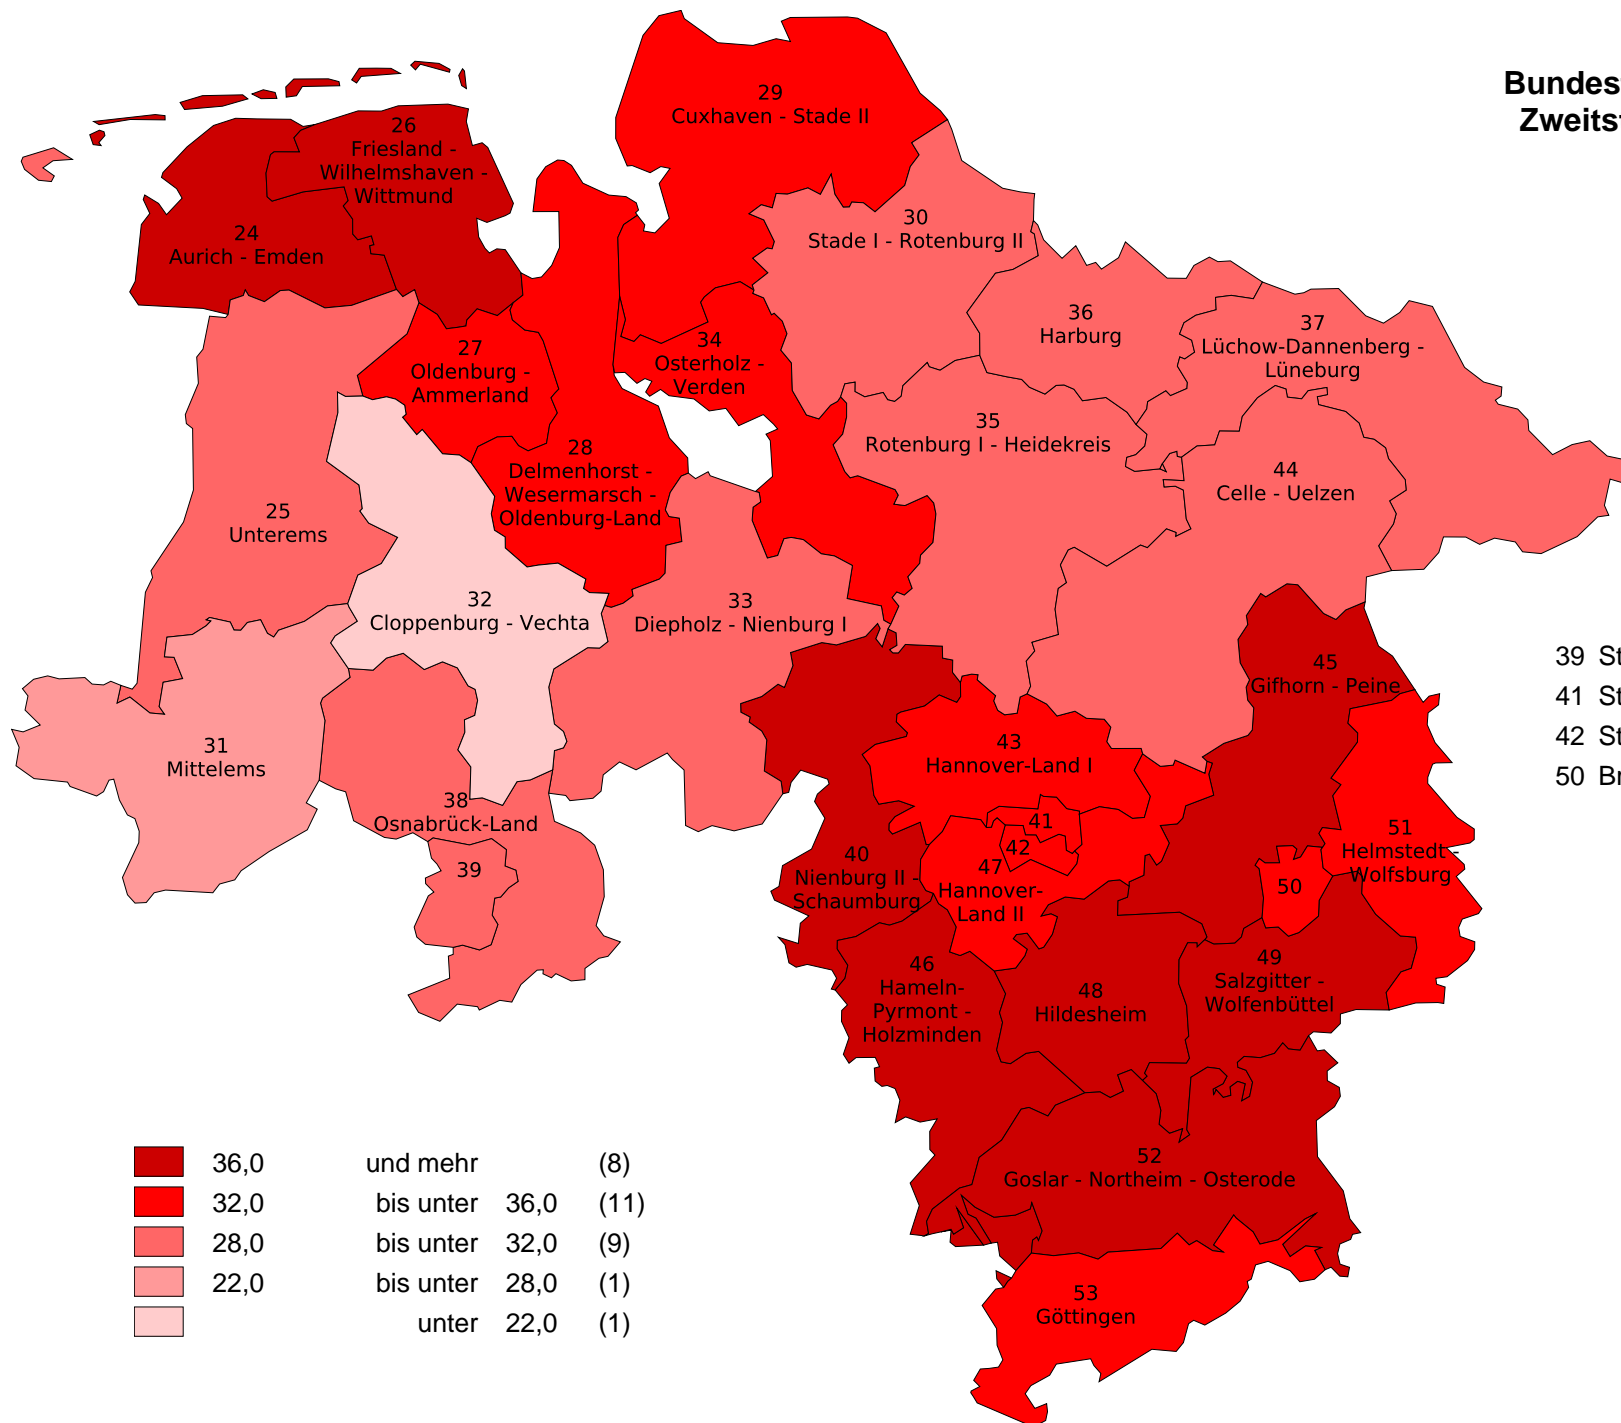 Bundes
Zweitst
29
Cuxhaven - Stade II
26
Friesland -
Wilhelmshaven -
Wittmund
24
Aurich - Emden
30
Stade I - Rotenburg II
36
Harburg
37
Lüchow-Dannenberg -
Lüneburg
27
Oldenburg -
Ammerland
34
Osterholz -
Verden
35
Rotenburg I - Heidekreis
28
Delmenhorst -
Wesermarsch -
Oldenburg-Land
44
Celle - Uelzen
25
Unterems
32
Cloppenburg - Vechta
33
Diepholz - Nienburg I
45
Gifhorn - Peine
39 St
41 St
42 St
50 Br
31
Mittelems
43
Hannover-Land I
38
Osnabrück-Land
39
41
42
40
Nienburg II -
Schaumburg
47
Hannover-
Land II
51
Helmstedt -
Wolfsburg
50
46
Hameln-
Pyrmont -
Holzminden
48
Hildesheim
49
Salzgitter -
Wolfenbüttel
52
Goslar - Northeim - Osterode
53
Göttingen
36,0 und mehr (8)
32,0 bis unter 36,0 (11)
28,0 bis unter 32,0 (9)
22,0 bis unter 28,0 (1)
unter 22,0 (1)